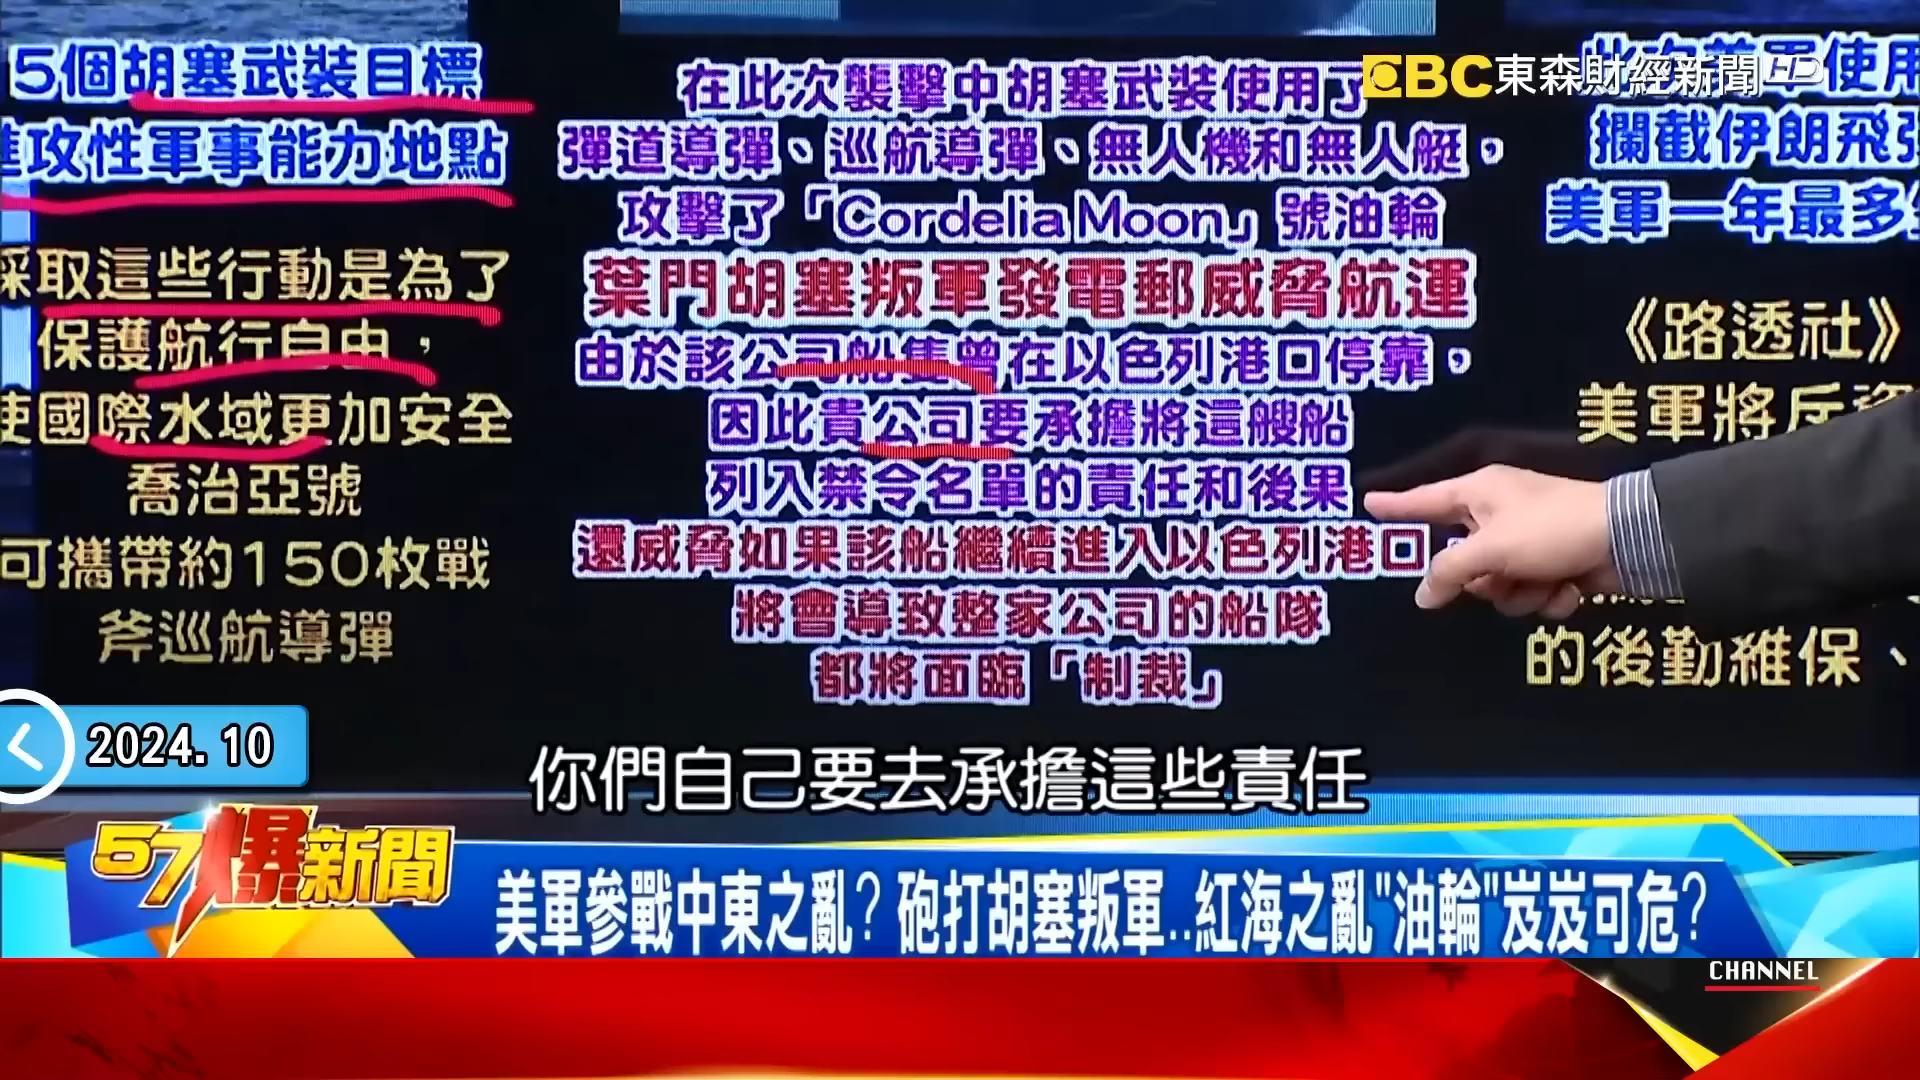 EBC東森財經新聞HD
5個胡塞武裝目標
攻性軍事能力地點
採取這些行動是為了
保護航行自由，
使國際水域更加安全
喬治亞號
可攜帶約150枚戰
斧巡航導彈
在此次襲擊中胡塞武裝使用了
彈道導彈、巡航導彈、無人機和無人艇，
攻擊了「Cordelia Moon」號油輪
葉門胡塞叛軍發電郵威脅航運
由於該公司船隻曾在以色列港口停靠，
因此貴公司要承擔將這艘船
列入禁令名單的責任和後果
還威脅如果該船繼續進入以色列港口，
將會導致整家公司的船隊
都將面臨「制裁」
使用
攔截伊朗飛彈
美軍一年最多
《路透社》
美軍將斥資
的後勤維保、
2024.10
你們自己要去承擔這些責任
57爆新聞
美軍參戰中東之亂？砲打胡塞叛軍..紅海之亂"油輪"岌岌可危？
CHANNEL